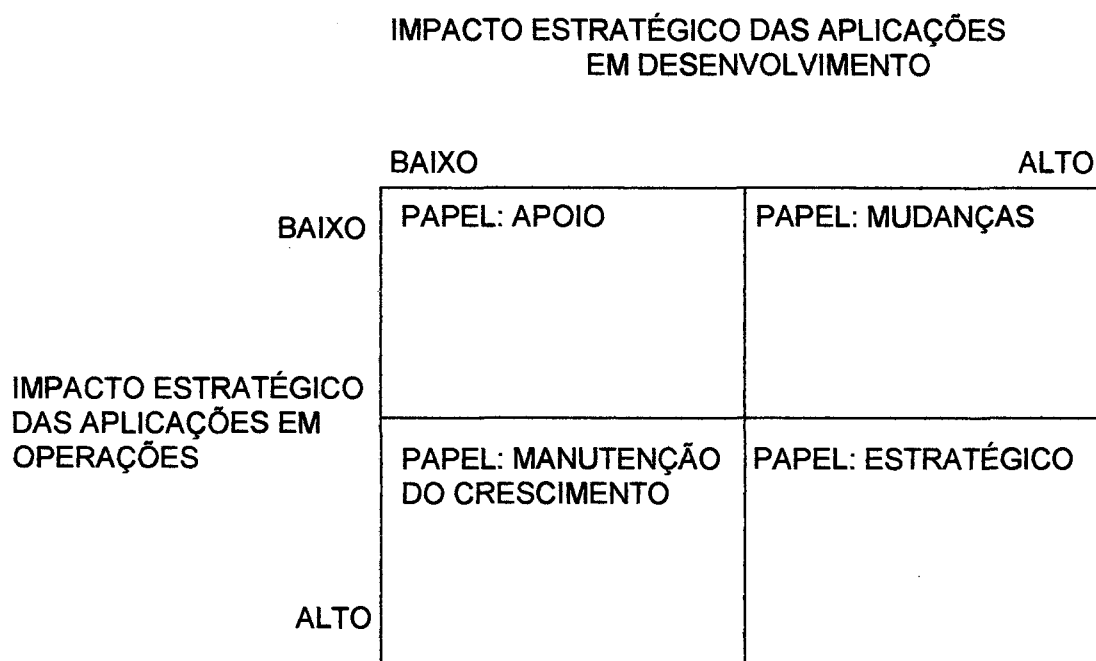 IMPACTO ESTRATÉGICO DAS APLICAÇÕES
EM DESENVOLVIMENTO
BAIXO
ALTO
BAIXO
PAPEL: APOIO
PAPEL: MUDANÇAS
IMPACTO ESTRATÉGICO
DAS APLICAÇÕES EM
OPERAÇÕES
PAPEL: MANUTENÇÃO
DO CRESCIMENTO
PAPEL: ESTRATÉGICO
ALTO